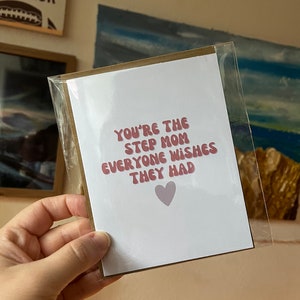 YOU'RE THE
STEP MOM
EVERYONE WISHES
THEY HAD